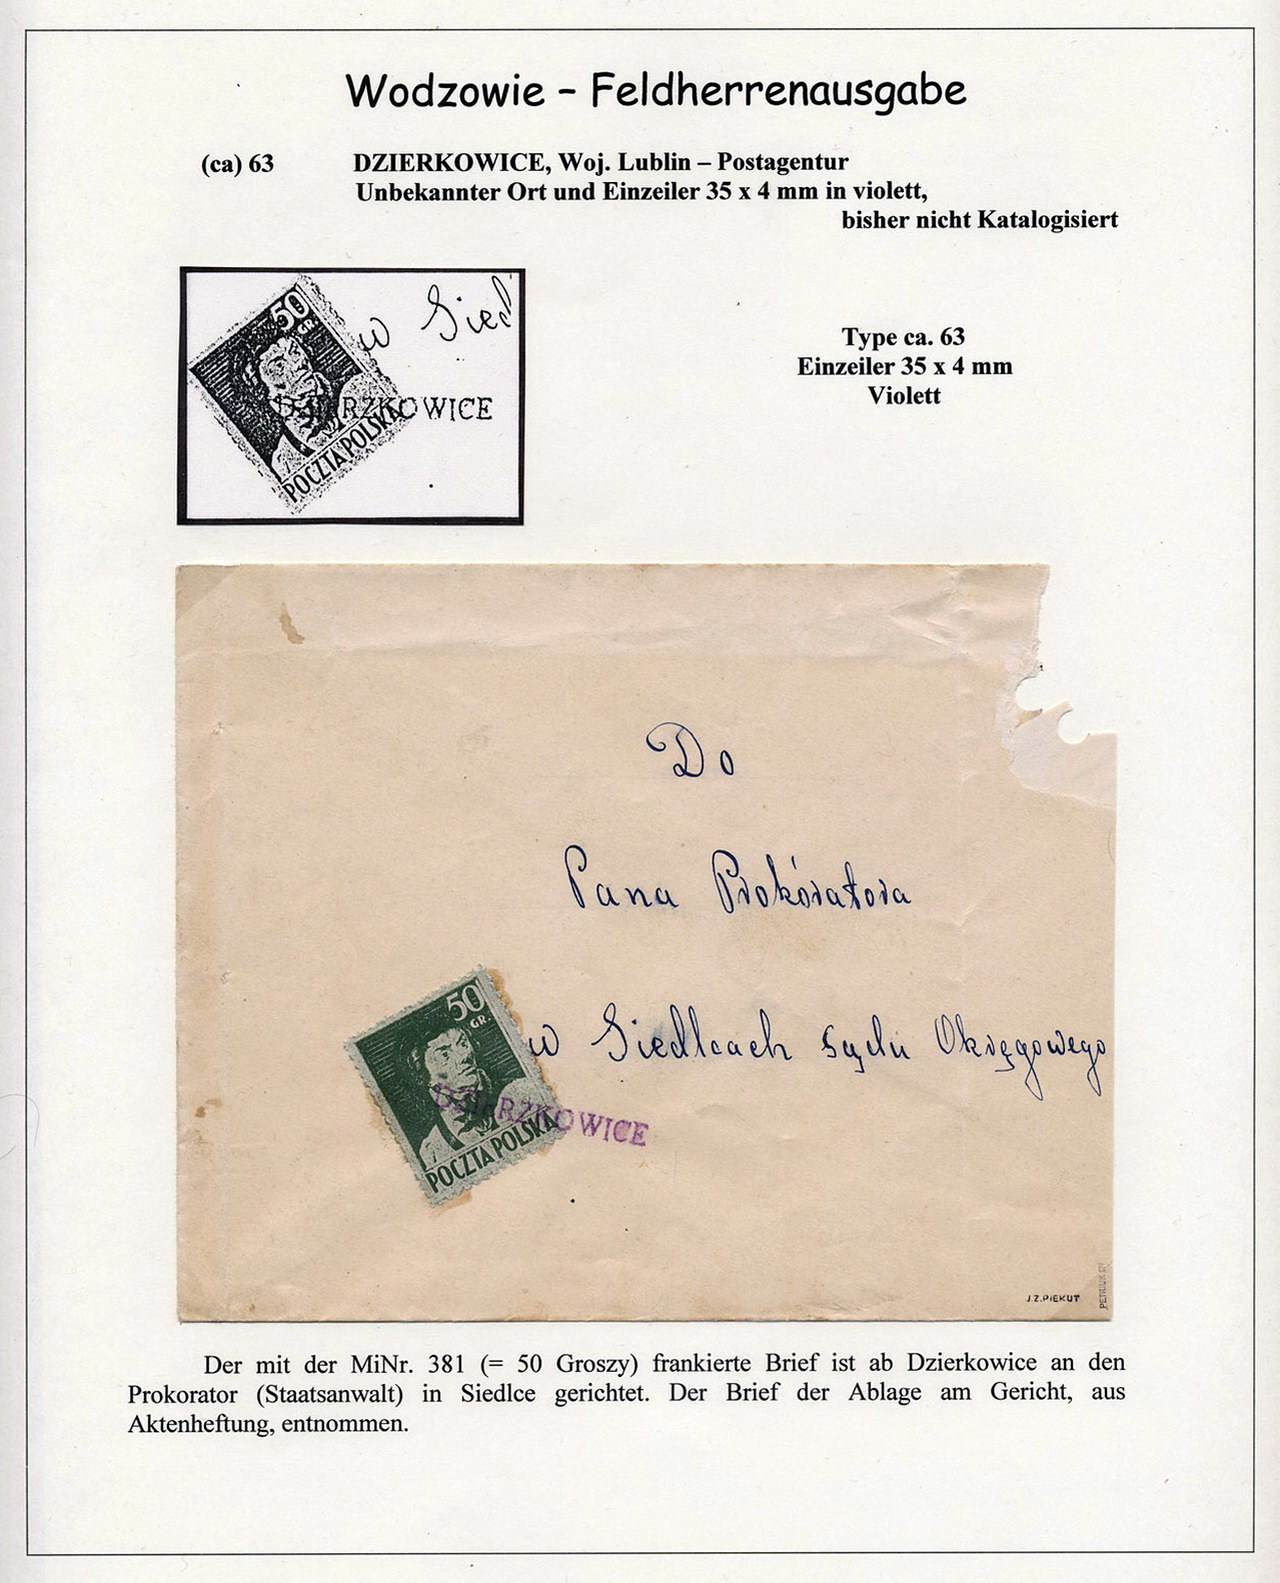 Wodzowie – Feldherrenausgabe
(ca) 63 DZIERKOWICE, Woj. Lublin – Postagentur
Unbekannter Ort und Einzeiler 35 x 4 mm in violett,
bisher nicht Katalogisiert
50
w Sied
RZKOWICE
POCZTA POLSKA
Type ca. 63
Einzeiler 35 x 4 mm
Violett
Do
Pana Prokóratora
50
GR.
w Siedlcach sądu Okręgowego
DZIERZKOWICE
POCZTA POLSKA
J.Z.PIEKUT
Der mit der MiNr. 381 (= 50 Groszy) frankierte Brief ist ab Dzierkowice an den
Prokorator (Staatsanwalt) in Siedlce gerichtet. Der Brief der Ablage am Gericht, aus
Aktenheftung, entnommen.